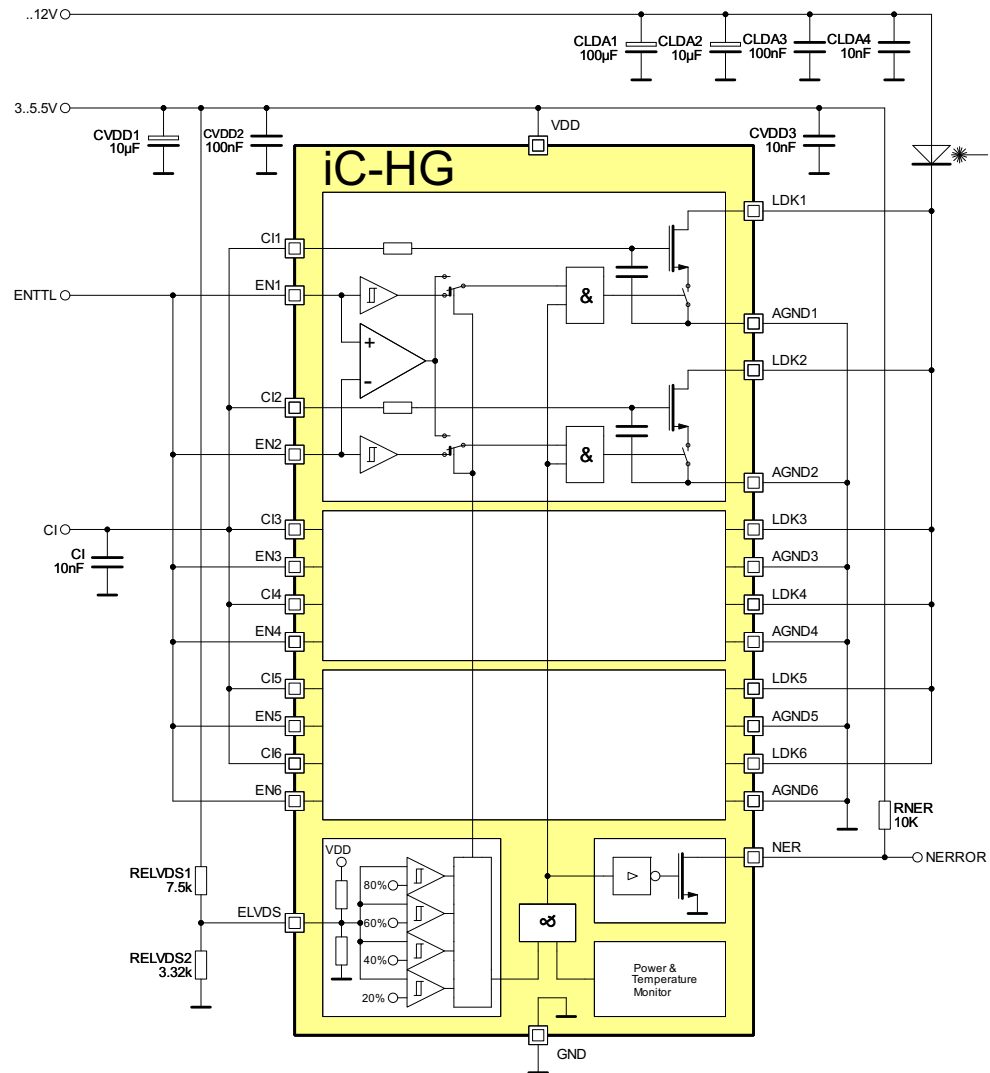 ..12V
CLDA1
100µF
CLDA2
10µF
CLDA3
100nF
CLDA4
10nF
3..5.5V
CVDD1
10µF
CVDD2
100nF
VDD
CVDD3
10nF
iC-HG
LDK1
CI1
EN1
ENTTL
&
AGND1
+
-
LDK2
CI2
EN2
&
AGND2
CI
CI
10nF
CI3
LDK3
EN3
AGND3
CI4
LDK4
EN4
AGND4
CI5
LDK5
EN5
AGND5
CI6
LDK6
EN6
AGND6
RNER
10K
NER
NERROR
RELVDS1
7.5k
VDD
80%
ELVDS
60%
&
RELVDS2
3.32k
40%
20%
Power &
Temperature
Monitor
GND